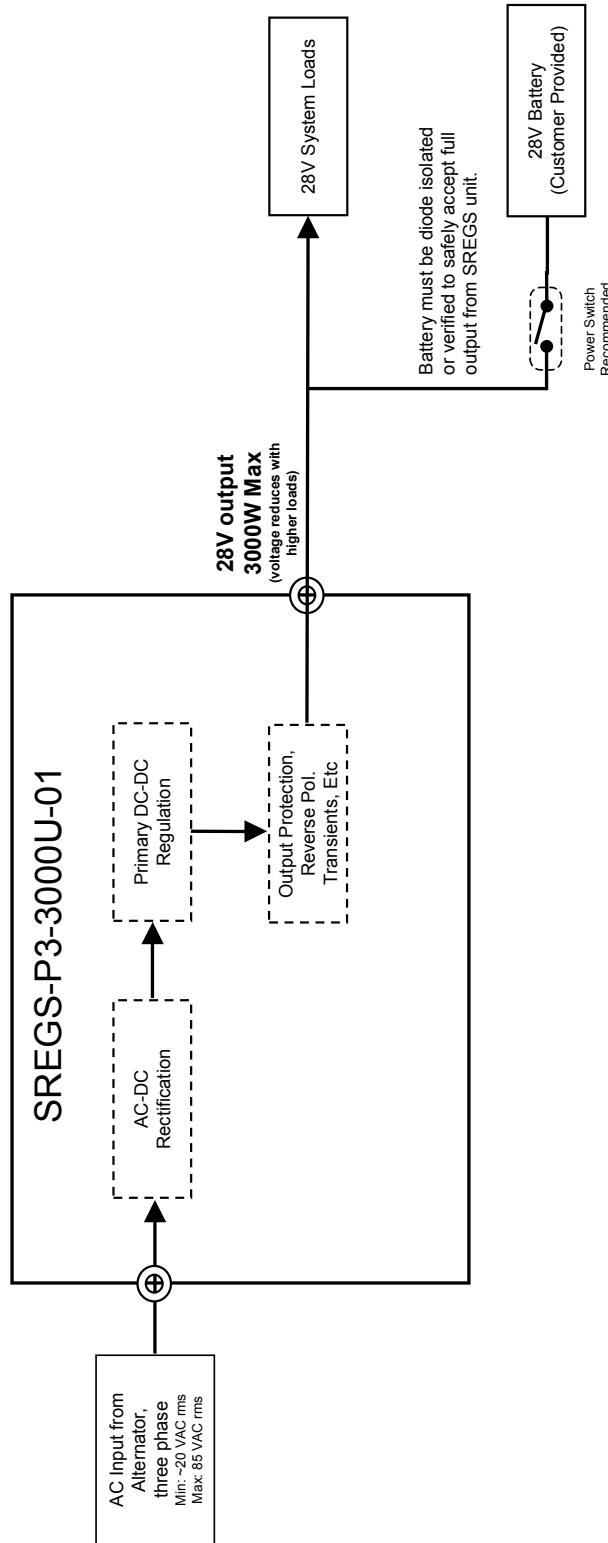 SREGS-P3-3000U-01
AC Input from
Alternator,
three phase
Min: ~20 VAC rms
Max: 85 VAC rms
AC-DC
Rectification
Primary DC-DC
Regulation
Output Protection,
Reverse Pol.
Transients, Etc
28V output
3000W Max
(voltage reduces with
higher loads)
28V System Loads
Battery must be diode isolated
or verified to safely accept full
output from SREGS unit.
Power Switch
Recommended
28V Battery
(Customer Provided)